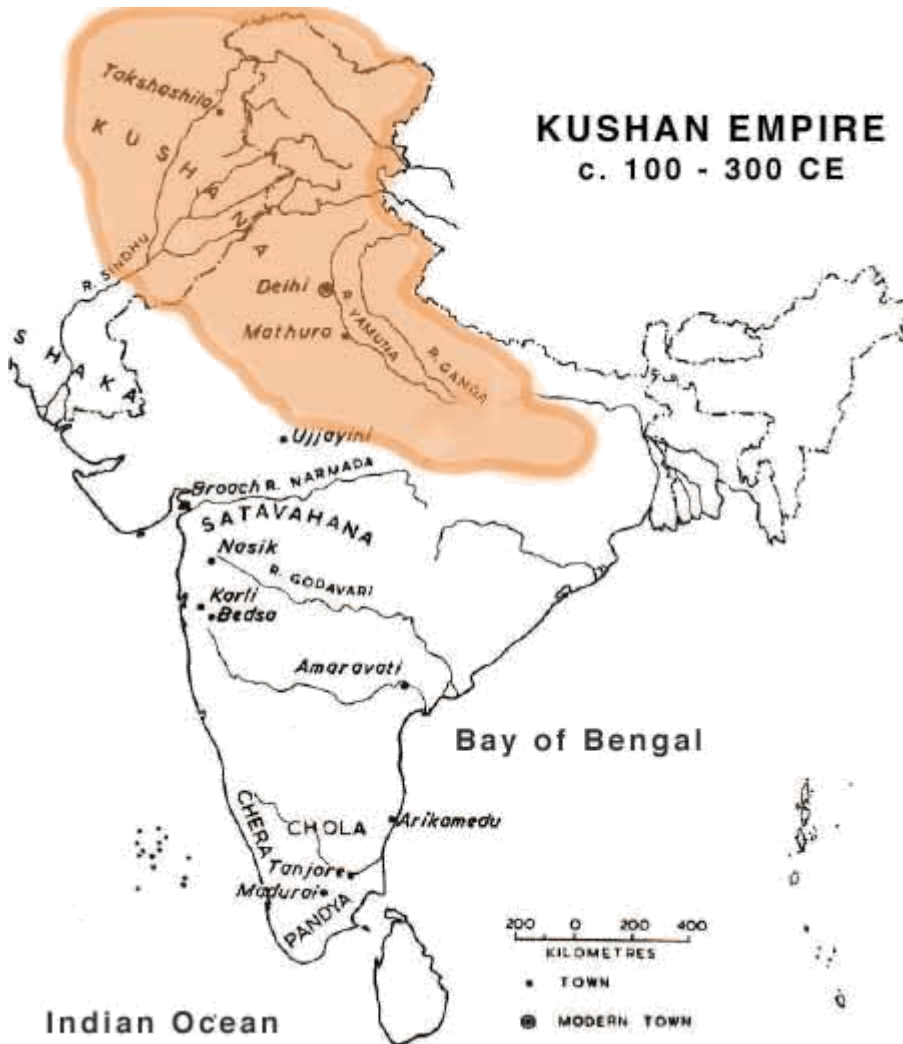 KUSHAN EMPIRE
c. 100 - 300 CE
Takshashila
KUSHANA
R. SINDHU
SHAKA
Delhi
Mathura
R. YAMUNA
R. GANGA
Ujjayini
Broach
R. NARMADA
SATAVAHANA
Nasik
R. GODAVARI
Karli
Bedsa
Amaravati
Bay of Bengal
CHERA
CHOLA
Arikamedu
Tanjore
Madurai
PANDYA
200 0 200 400
KILOMETRES
TOWN
MODERN TOWN
Indian Ocean